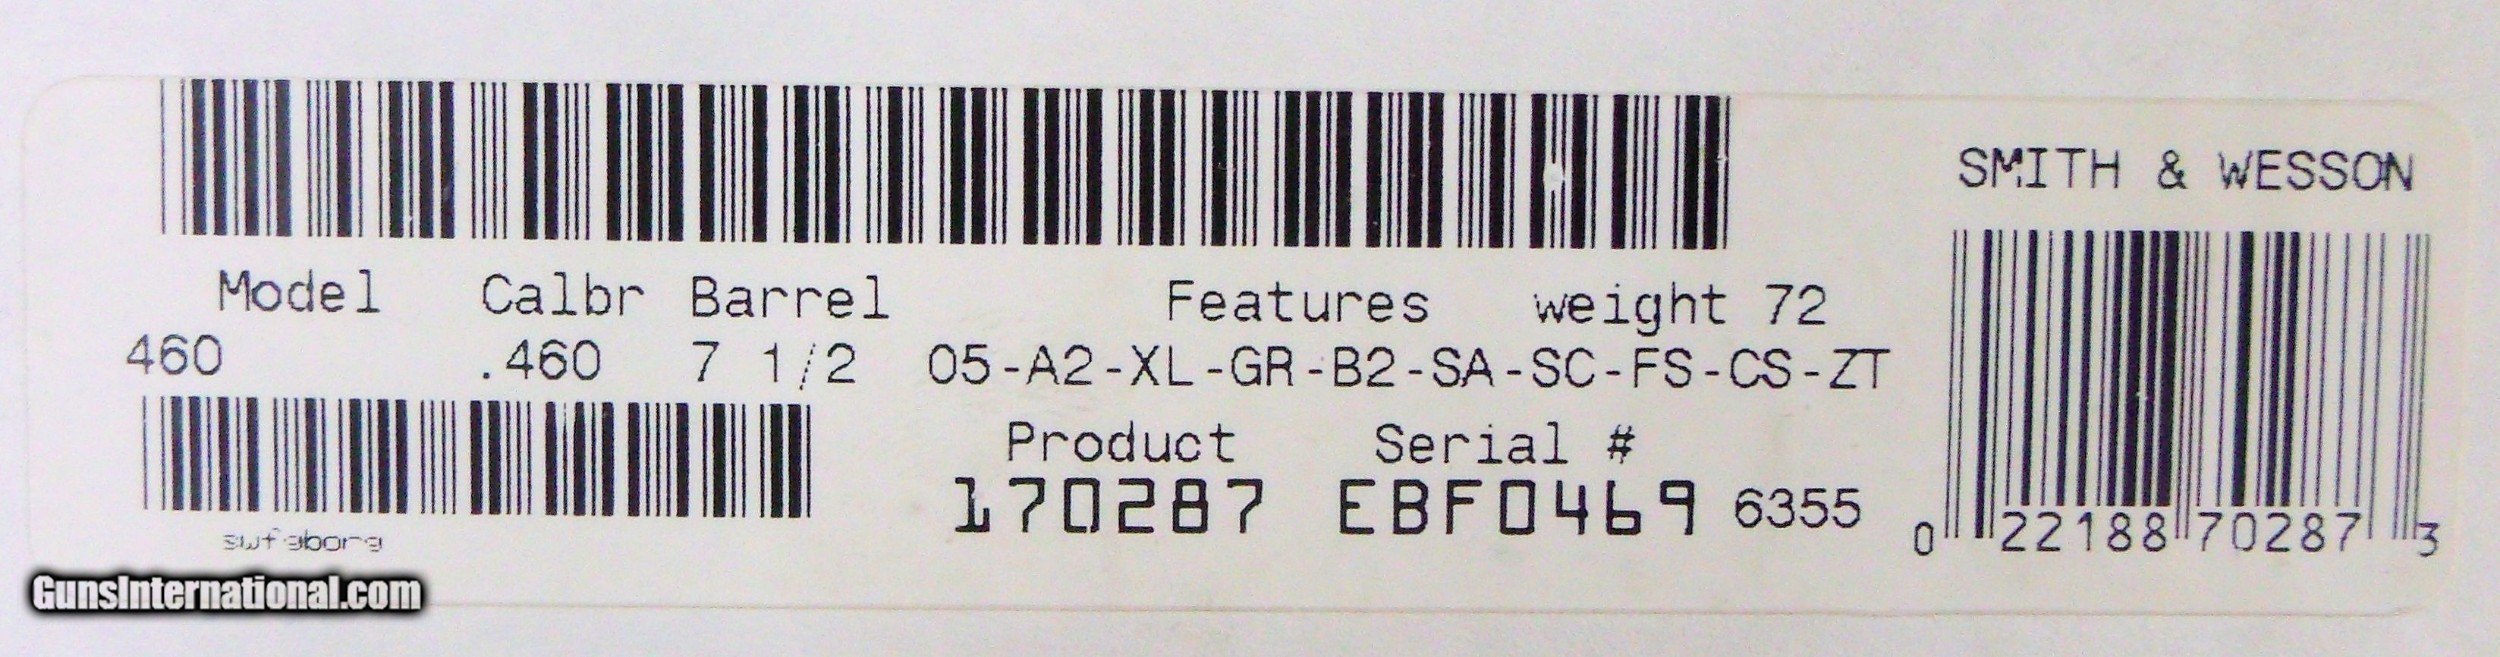 SMITH & WESSON
Model Calbr Barrel Features weight 72
460 .460 7 1/2 05-A2-XL-GR-B2-SA-SC-FS-CS-ZT
Product Serial #
170287 EBF0469 6355
0 22188 70287 3
GunsInternational.com